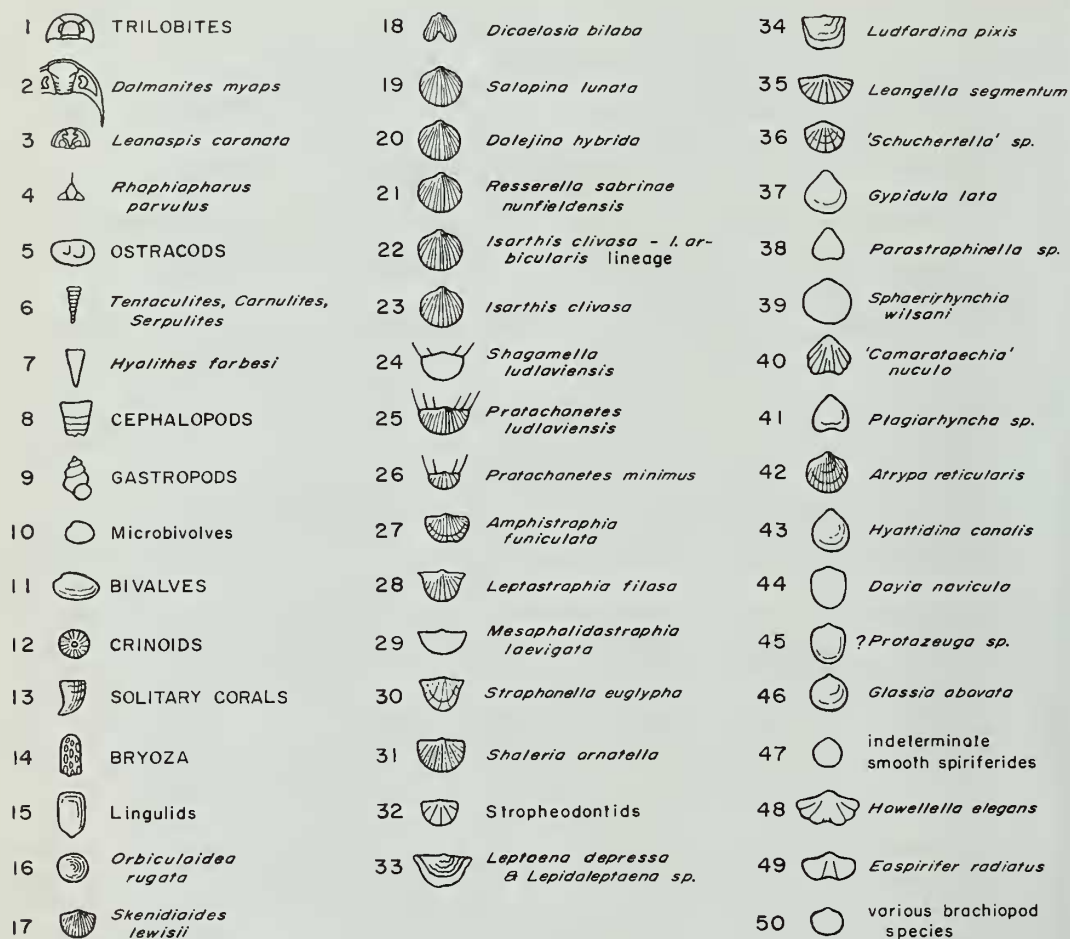 1 TRILOBITES
2 Dalmanites myops
3 Leonaspis coronata
4 Rhaphiophorus
parvulus
5 OSTRACODS
6 Tentaculites, Cornulites,
Serpulites
7 Hyolithes forbesi
8 CEPHALOPODS
9 GASTROPODS
10 Microbivolves
11 BIVALVES
12 CRINOIDS
13 SOLITARY CORALS
14 BRYOZA
15 Lingulids
16 Orbiculoidea
rugata
17 Skenidioides
lewisii
18 Dicoelosia biloba
19 Salopina lunata
20 Dolejina hybrida
21 Resserella sabrinae
nunfieldensis
22 Isorthis clivosa - I. or-
bicularis lineage
23 Isorthis clivosa
24 Shagamella
ludloviensis
25 Protochonetes
ludloviensis
26 Protochonetes minimus
27 Amphistrophia
funiculata
28 Leptostrophia filosa
29 Mesopholidostrophia
laevigata
30 Strophonella euglypha
31 Shaleria ornatella
32 Stropheodontids
33 Leptaena depressa
& Lepidoleptaena sp.
34 Ludfordina pixis
35 Leangella segmentum
36 'Schuchertella' sp.
37 Gypidula lata
38 Parastrophinella sp.
39 Sphaerirhynchia
wilsoni
40 'Camarotoechia'
nucula
41 Plagiorhyncha sp.
42 Atrypa reticularis
43 Hyattidina canalis
44 Dayia navicula
45 ?Protozeuga sp.
46 Glassia obovata
47 indeterminate
smooth spiriferides
48 Howellella elegans
49 Eospirifer radiatus
50 various brachiopod
species